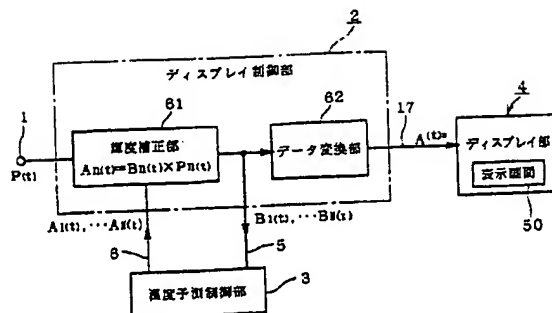 2
ディスプレイ制御部
61
輝度補正部
An(t)=Bn(t)×Pn(t)
62
データ変換部
1
P(t)
17
A(t)=
4
ディスプレイ部
表示画面
50
A1(t),…AN(t)
B1(t),…BN(t)
6
5
温度予測制御部
3